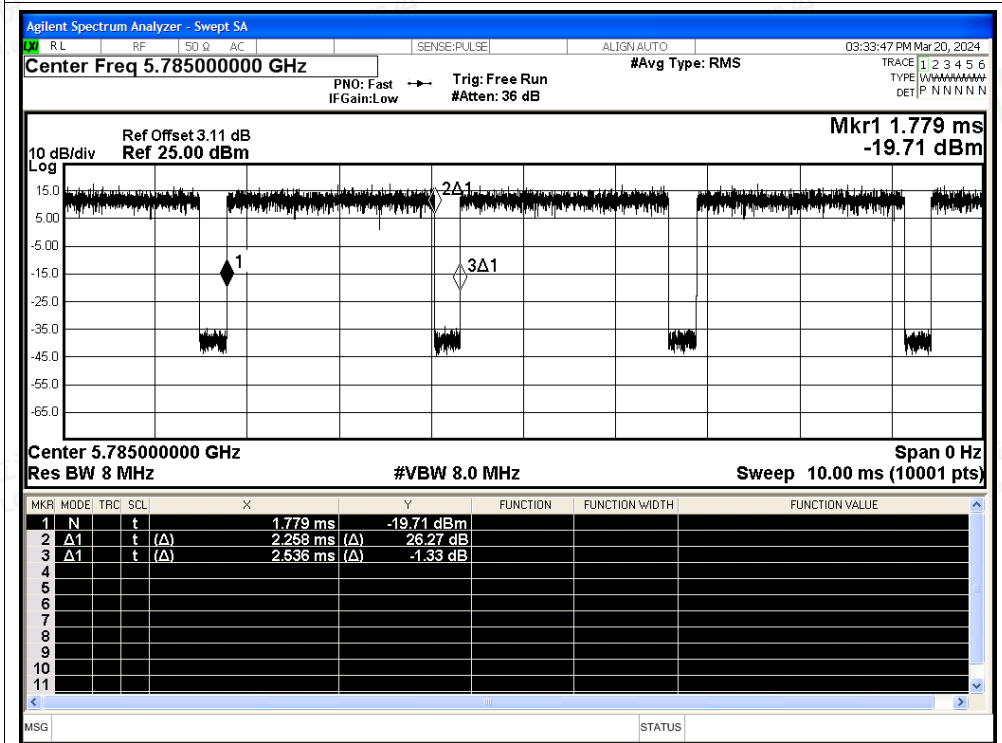 Agilent Spectrum Analyzer - Swept SA
LXI RL RF 50 Ω AC SENSE:PULSE ALIGN AUTO 03:33:47 PM Mar 20, 2024
Center Freq 5.785000000 GHz #Avg Type: RMS TRACE 1 2 3 4 5 6
PNO: Fast Trig: Free Run TYPE
IFGain:Low #Atten: 36 dB DET P N N N N N
Mkr1 1.779 ms
Ref Offset 3.11 dB
10 dB/div Ref 25.00 dBm -19.71 dBm
Log
15.0
2Δ1
5.00
-5.00
1
3Δ1
-15.0
-25.0
-35.0
-45.0
-55.0
-65.0
Center 5.785000000 GHz Span 0 Hz
Res BW 8 MHz #VBW 8.0 MHz Sweep 10.00 ms (10001 pts)
MKR MODE TRC SCL X Y FUNCTION FUNCTION WIDTH FUNCTION VALUE
1 N t 1.779 ms -19.71 dBm
2 Δ1 t (Δ) 2.258 ms (Δ) 26.27 dB
3 Δ1 t (Δ) 2.536 ms (Δ) -1.33 dB
4
5
6
7
8
9
10
11
MSG STATUS